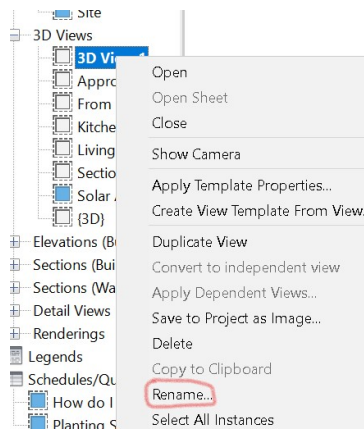 Site
3D Views
3D View 1
Appro
From
Kitche
Living
Sectio
Solar
{3D}
Elevations (B
Sections (Bui
Sections (Wa
Detail Views
Renderings
Legends
Schedules/Qu
How do I
Planting S
Open
Open Sheet
Close
Show Camera
Apply Template Properties...
Create View Template From View.
Duplicate View
Convert to independent view
Apply Dependent Views...
Save to Project as Image...
Delete
Copy to Clipboard
Rename...
Select All Instances